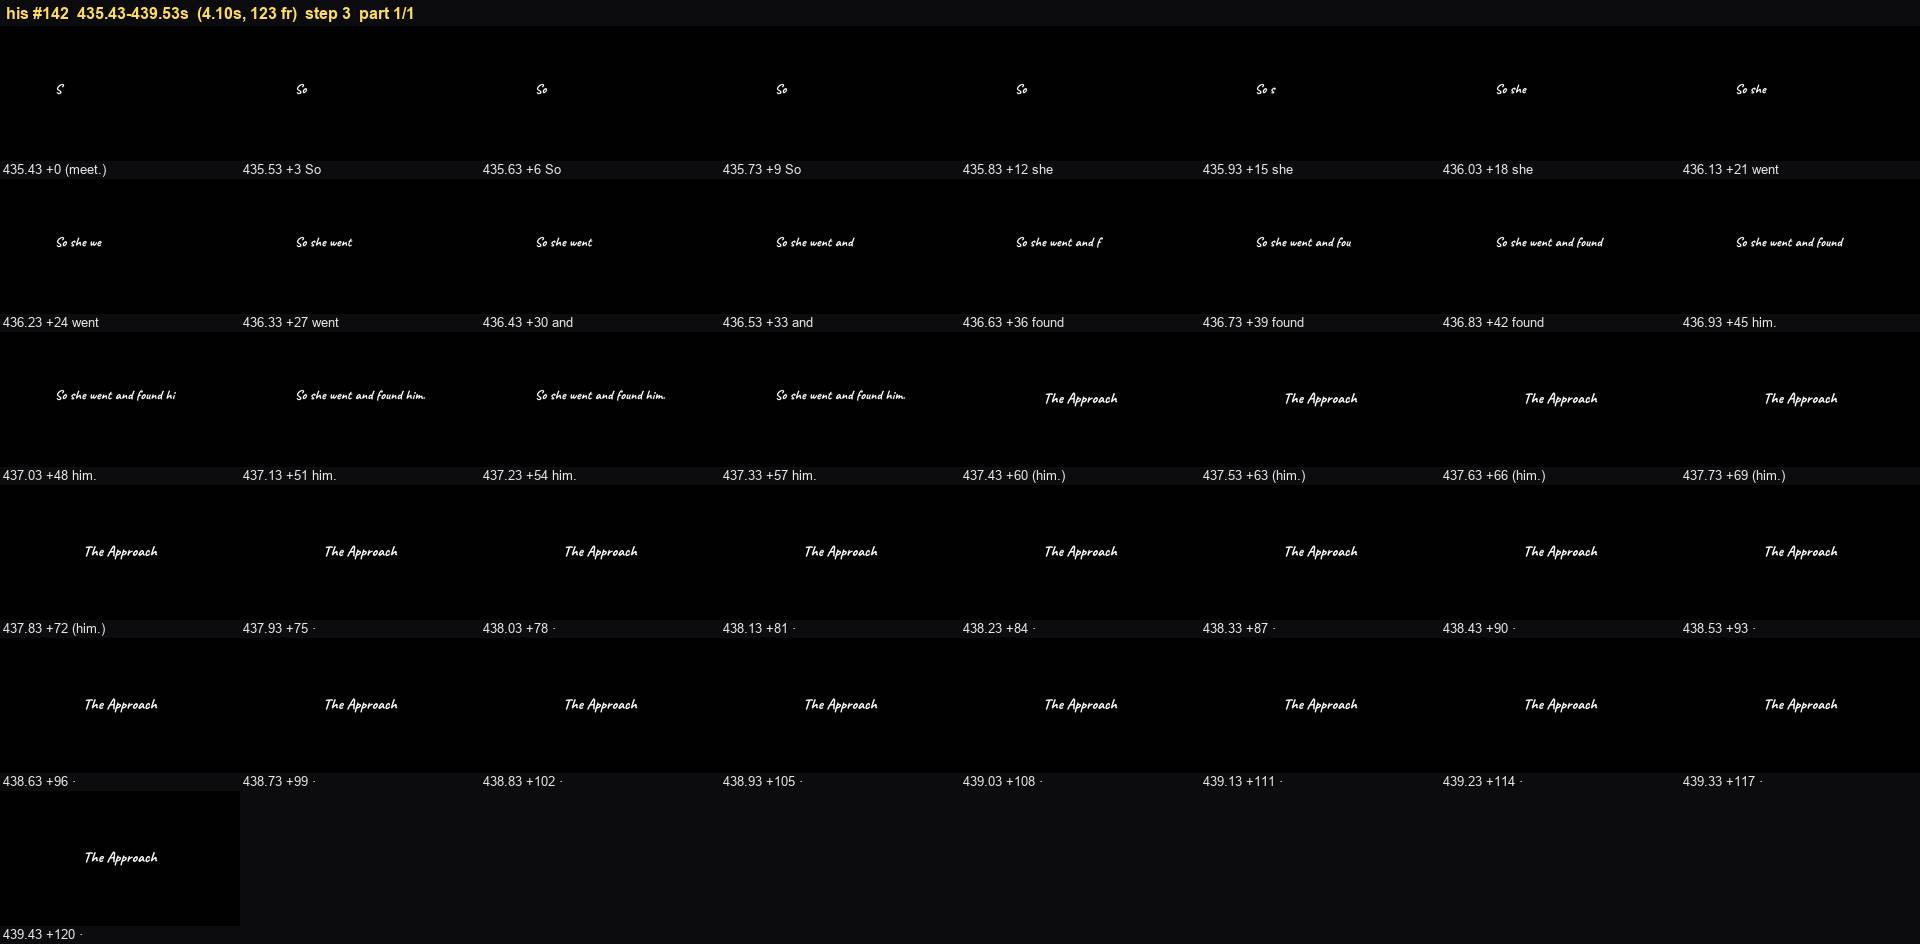 his #142 435.43-439.53s (4.10s, 123 fr) step 3 part 1/1
S So So So So So s So she So she
435.43 +0 (meet.) 435.53 +3 So 435.63 +6 So 435.73 +9 So 435.83 +12 she 435.93 +15 she 436.03 +18 she 436.13 +21 went
So she we So she went So she went So she went and So she went and f So she went and fou So she went and found So she went and found
436.23 +24 went 436.33 +27 went 436.43 +30 and 436.53 +33 and 436.63 +36 found 436.73 +39 found 436.83 +42 found 436.93 +45 him.
So she went and found hi So she went and found him. So she went and found him. So she went and found him. The Approach The Approach The Approach The Approach
437.03 +48 him. 437.13 +51 him. 437.23 +54 him. 437.33 +57 him. 437.43 +60 (him.) 437.53 +63 (him.) 437.63 +66 (him.) 437.73 +69 (him.)
The Approach The Approach The Approach The Approach The Approach The Approach The Approach The Approach
437.83 +72 (him.) 437.93 +75 · 438.03 +78 · 438.13 +81 · 438.23 +84 · 438.33 +87 · 438.43 +90 · 438.53 +93 ·
The Approach The Approach The Approach The Approach The Approach The Approach The Approach The Approach
438.63 +96 · 438.73 +99 · 438.83 +102 · 438.93 +105 · 439.03 +108 · 439.13 +111 · 439.23 +114 · 439.33 +117 ·
The Approach
439.43 +120 ·